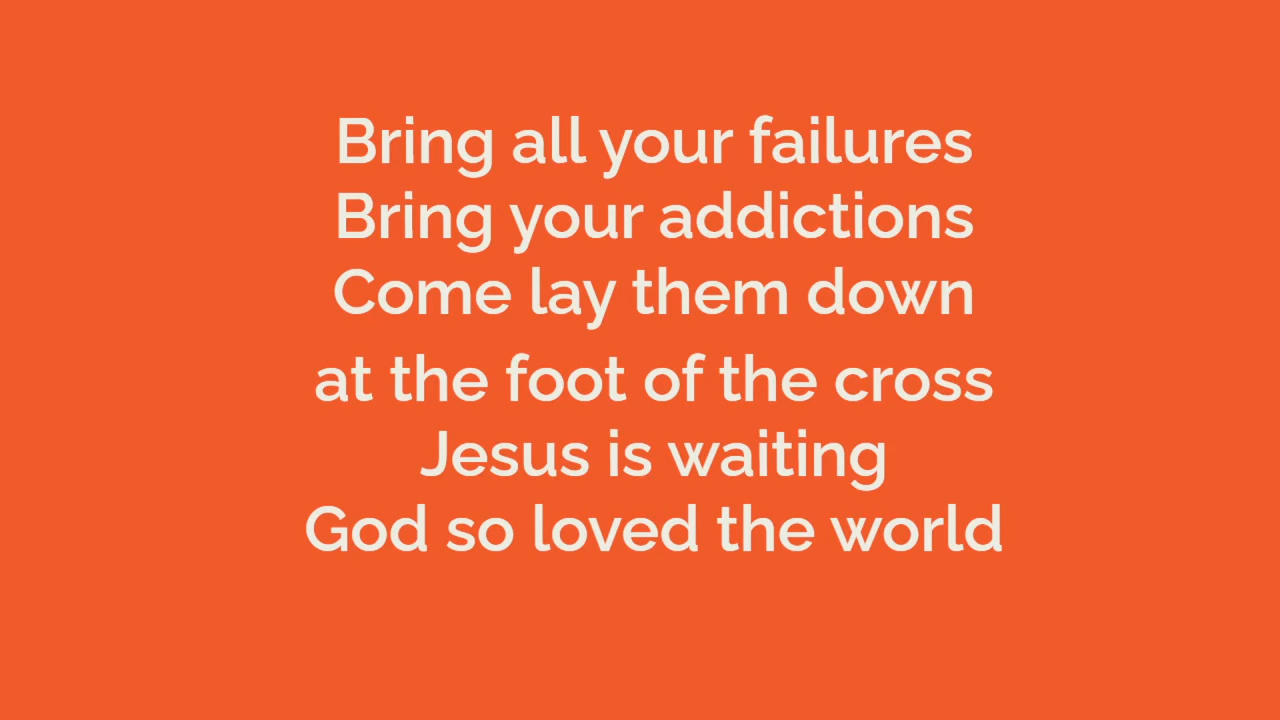 Bring all your failures
Bring your addictions
Come lay them down
at the foot of the cross
Jesus is waiting
God so loved the world